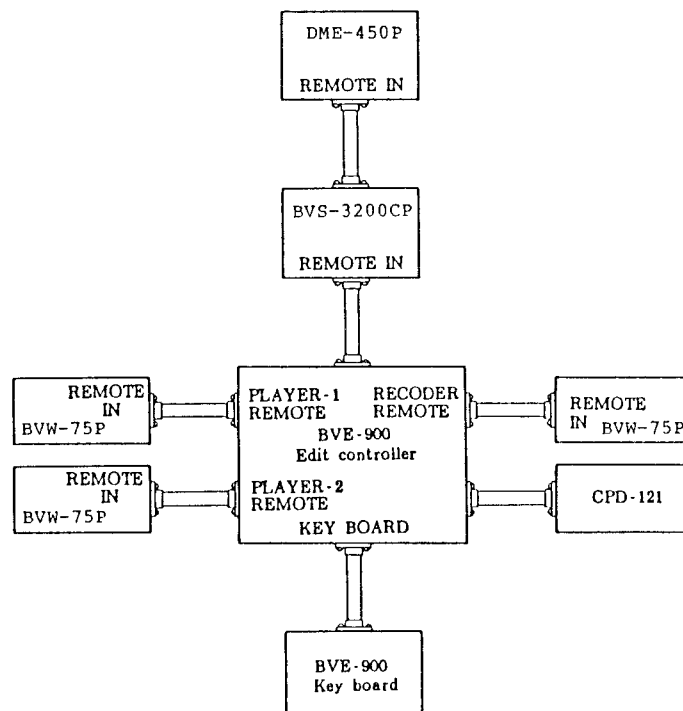 DME-450P
REMOTE IN
BVS-3200CP
REMOTE IN
REMOTE
IN
BVW-75P
PLAYER-1
REMOTE
RECODER
REMOTE
BVE-900
Edit controller
REMOTE
IN BVW-75P
REMOTE
IN
BVW-75P
PLAYER-2
REMOTE
KEY BOARD
CPD-121
BVE-900
Key board